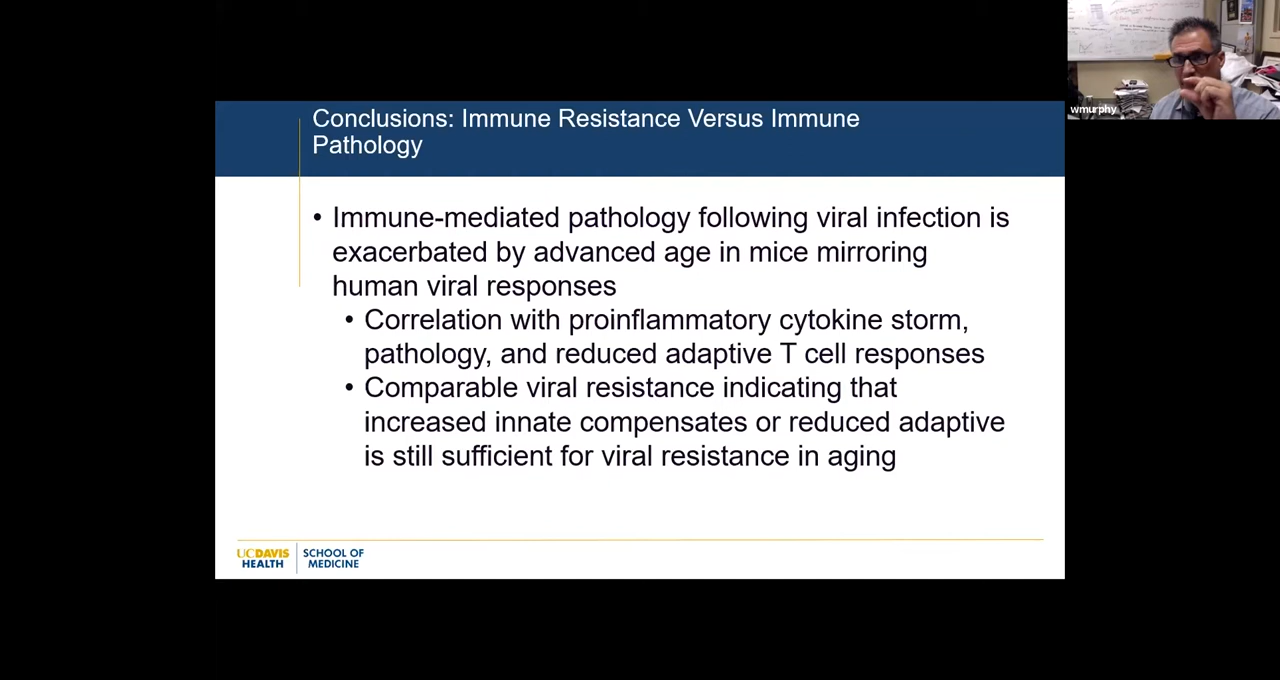 wmurphy
Conclusions: Immune Resistance Versus Immune
Pathology
• Immune-mediated pathology following viral infection is
exacerbated by advanced age in mice mirroring
human viral responses
• Correlation with proinflammatory cytokine storm,
pathology, and reduced adaptive T cell responses
• Comparable viral resistance indicating that
increased innate compensates or reduced adaptive
is still sufficient for viral resistance in aging
UCDAVIS
HEALTH
SCHOOL OF
MEDICINE